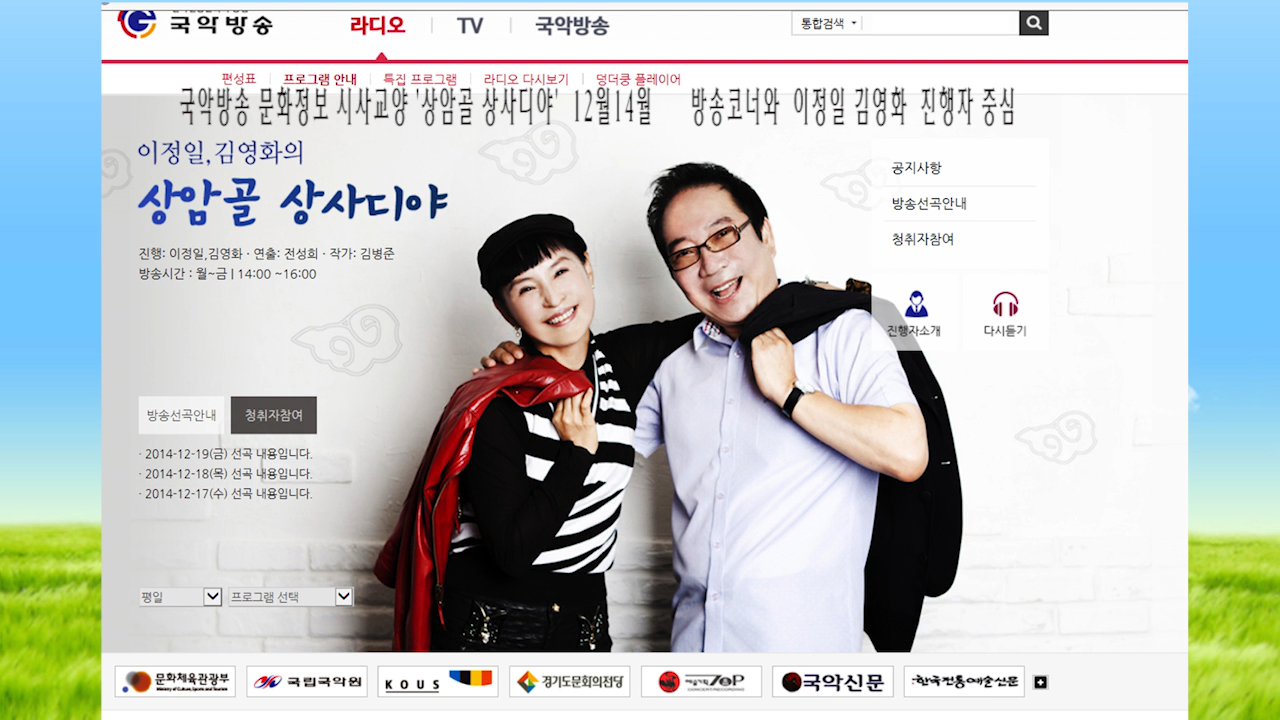 국악방송 라디오 TV 국악방송 통합검색
편성표 프로그램 안내 특집 프로그램 라디오 다시보기 덩더쿵 플레이어
국악방송 문화정보 시사교양 '상암골 상사디야' 12월14월 방송코너와 이정일 김영화 진행자 중심
이정일,김영화의
상암골 상사디야
진행: 이정일,김영화 · 연출: 전성희 · 작가: 김병준
방송시간 : 월~금 | 14:00 ~16:00
공지사항
방송선곡안내
청취자참여
진행자소개 다시듣기
방송선곡안내 청취자참여
· 2014-12-19(금) 선곡 내용입니다.
· 2014-12-18(목) 선곡 내용입니다.
· 2014-12-17(수) 선곡 내용입니다.
평일 프로그램 선택
문화체육관광부 국립국악원 KOUS 경기도문화의전당 예술기획 TOP 국악신문 한국전통예술신문
Ministry of Culture, Sports and Tourism